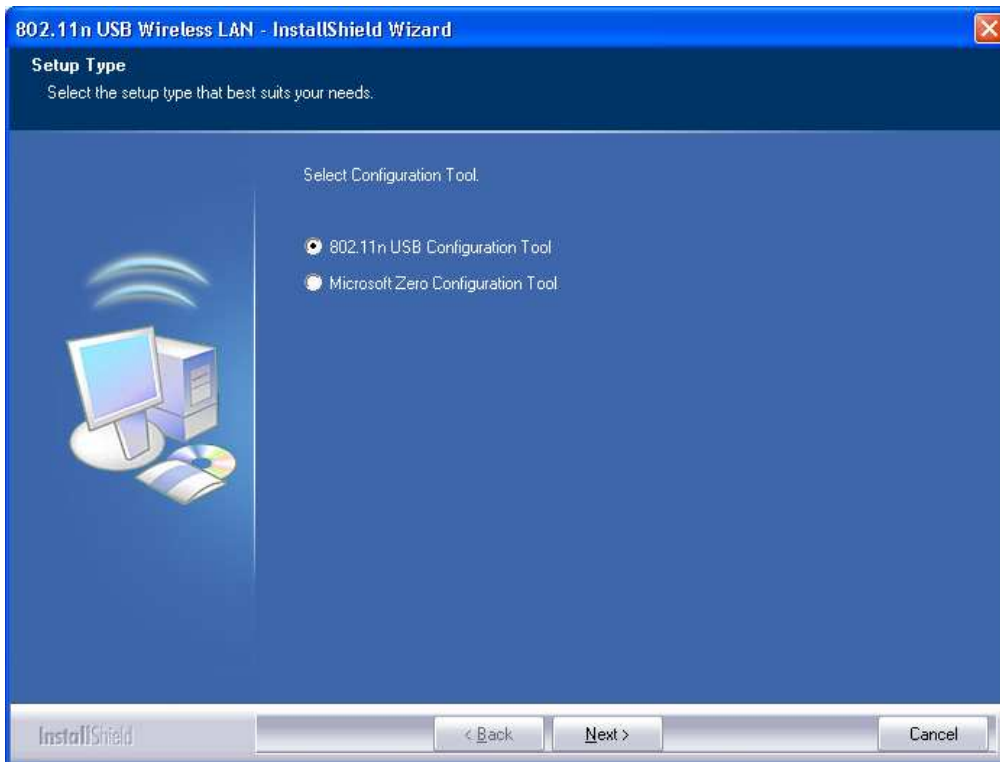 802.11n USB Wireless LAN - InstallShield Wizard
Setup Type
Select the setup type that best suits your needs.
Select Configuration Tool.
802.11n USB Configuration Tool
Microsoft Zero Configuration Tool
InstallShield
< Back
Next >
Cancel